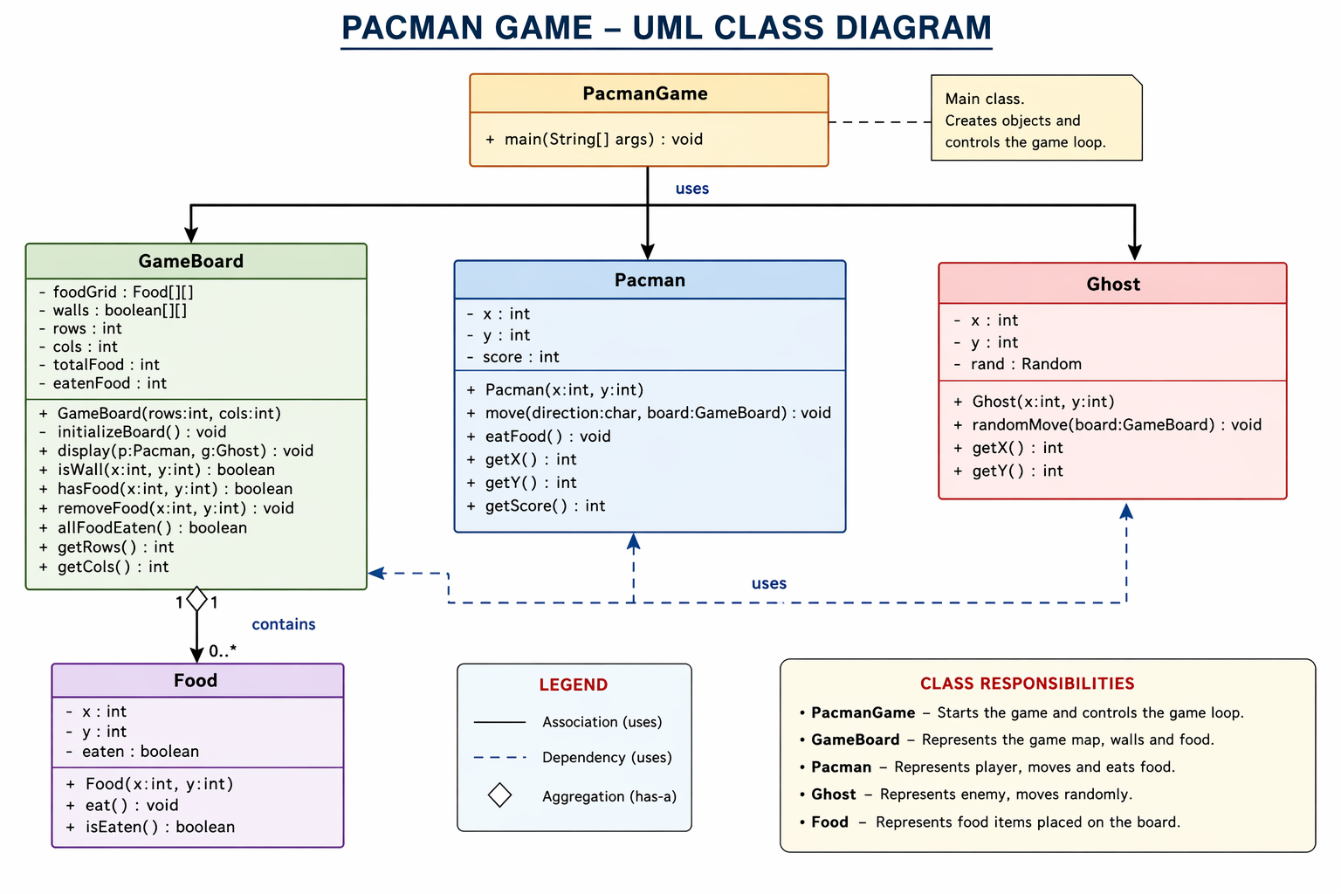 PACMAN GAME – UML CLASS DIAGRAM
PacmanGame
+ main(String[] args) : void
Main class.
Creates objects and
controls the game loop.
uses
GameBoard
- foodGrid : Food[][]
- walls : boolean[][]
- rows : int
- cols : int
- totalFood : int
- eatenFood : int
+ GameBoard(rows:int, cols:int)
- initializeBoard() : void
+ display(p:Pacman, g:Ghost) : void
+ isWall(x:int, y:int) : boolean
+ hasFood(x:int, y:int) : boolean
+ removeFood(x:int, y:int) : void
+ allFoodEaten() : boolean
+ getRows() : int
+ getCols() : int
Pacman
- x : int
- y : int
- score : int
+ Pacman(x:int, y:int)
+ move(direction:char, board:GameBoard) : void
+ eatFood() : void
+ getX() : int
+ getY() : int
+ getScore() : int
Ghost
- x : int
- y : int
- rand : Random
+ Ghost(x:int, y:int)
+ randomMove(board:GameBoard) : void
+ getX() : int
+ getY() : int
uses
1 1
contains
0..*
Food
- x : int
- y : int
- eaten : boolean
+ Food(x:int, y:int)
+ eat() : void
+ isEaten() : boolean
LEGEND
Association (uses)
Dependency (uses)
Aggregation (has-a)
CLASS RESPONSIBILITIES
• PacmanGame – Starts the game and controls the game loop.
• GameBoard – Represents the game map, walls and food.
• Pacman – Represents player, moves and eats food.
• Ghost – Represents enemy, moves randomly.
• Food – Represents food items placed on the board.